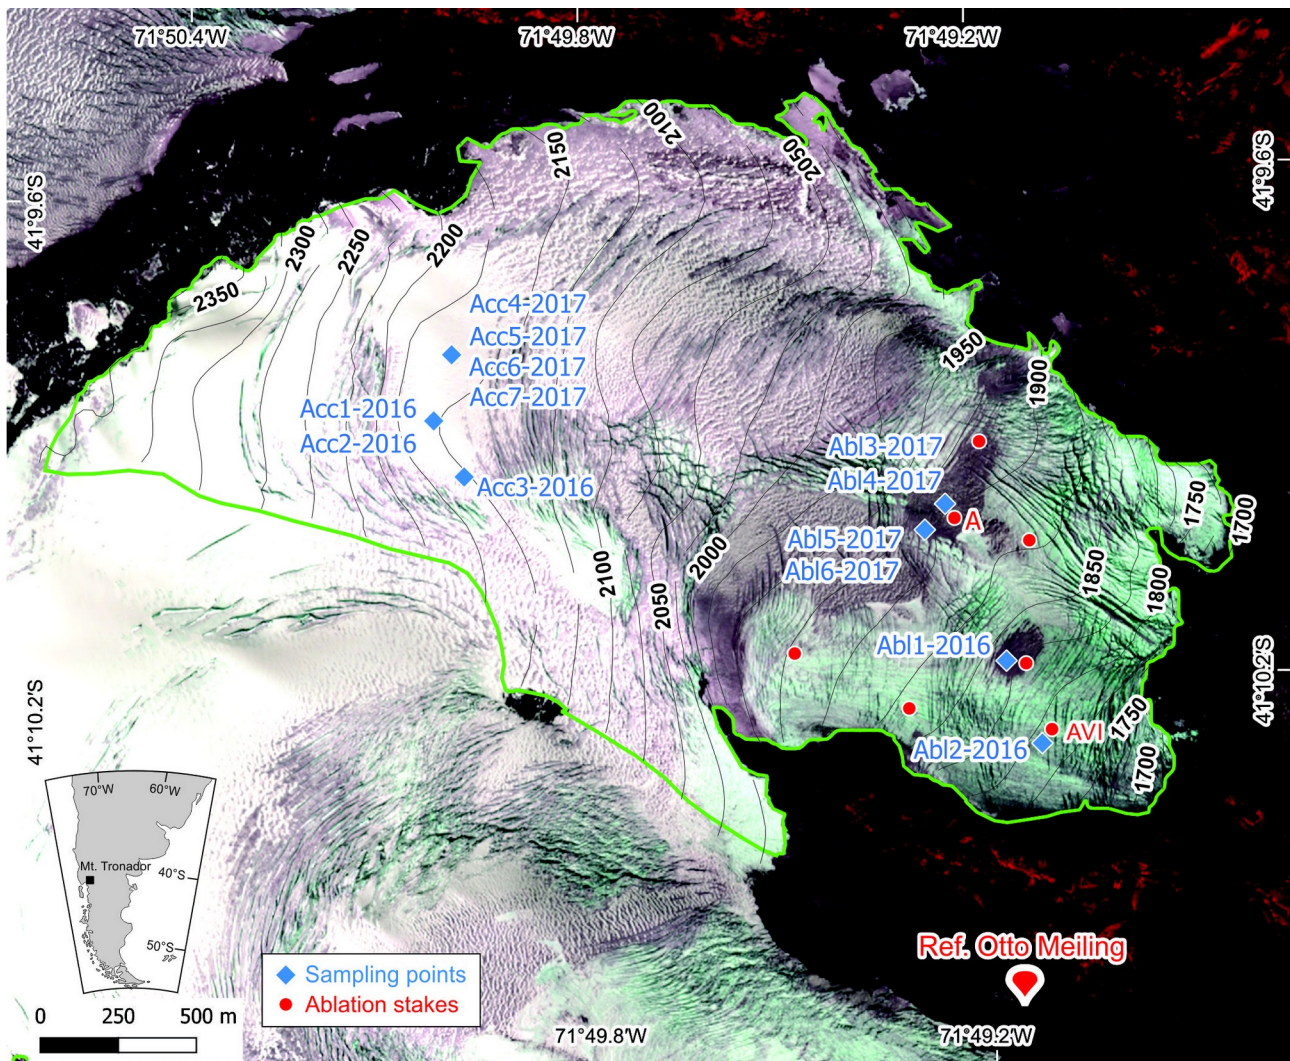 71°50.4'W
71°49.8'W
71°49.2'W
41°9.6'S
41°9.6'S
2350
2300
2250
2200
2150
2100
2050
Acc4-2017
Acc5-2017
Acc6-2017
Acc7-2017
Acc1-2016
Acc2-2016
Acc3-2016
1950
1900
Abl3-2017
Abl4-2017
A
Abl5-2017
Abl6-2017
2000
2100
2050
1850
1800
1750
1700
Abl1-2016
Abl2-2016
AVI
1750
1700
41°10.2'S
41°10.2'S
70°W
60°W
Mt. Tronador
40°S
50°S
Sampling points
Ablation stakes
Ref. Otto Meiling
0 250 500 m
71°49.8'W
71°49.2'W